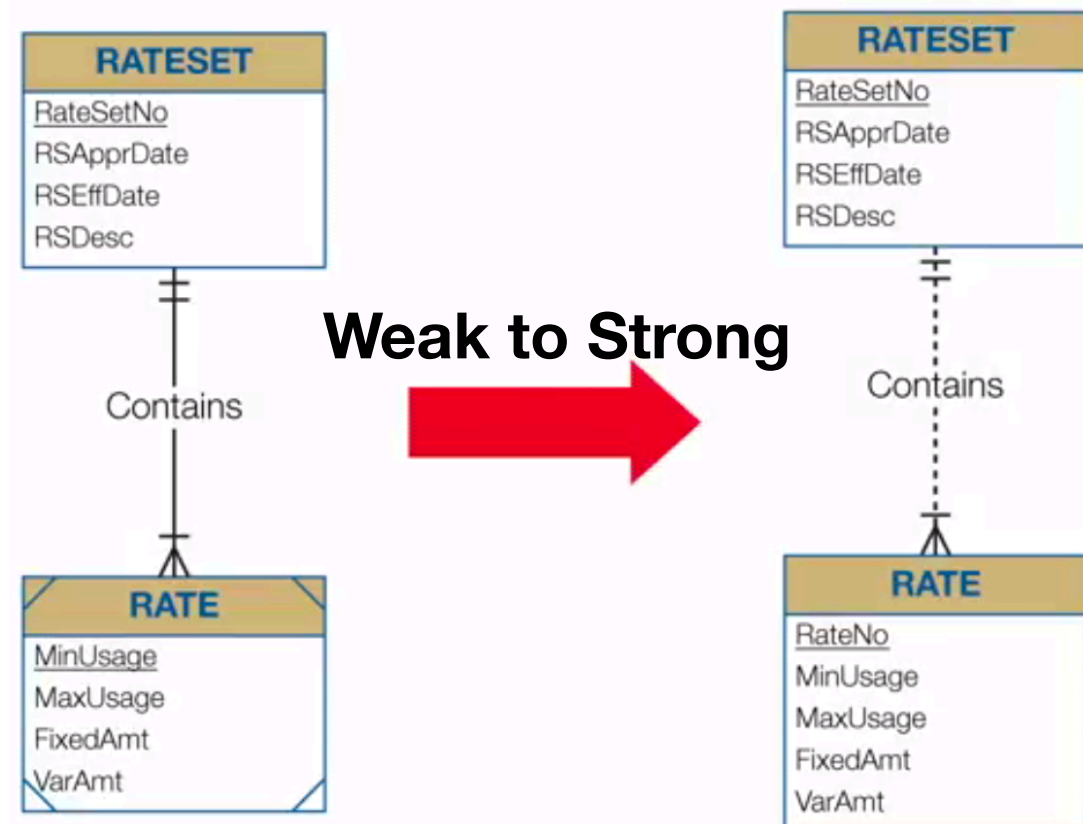 RATESET
RateSetNo
RSApprDate
RSEffDate
RSDesc
Contains
RATE
MinUsage
MaxUsage
FixedAmt
VarAmt
Weak to Strong
RATESET
RateSetNo
RSApprDate
RSEffDate
RSDesc
Contains
RATE
RateNo
MinUsage
MaxUsage
FixedAmt
VarAmt